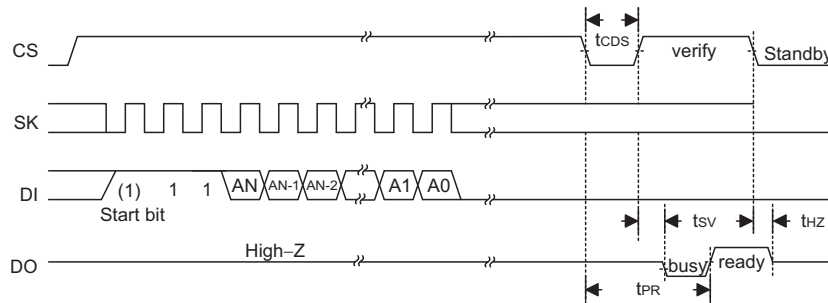 CS
tCDS
verify
Standby
SK
DI
(1) 1 1 AN AN-1 AN-2 A1 A0
Start bit
tSV
tHZ
DO
High–Z
busy
ready
tPR